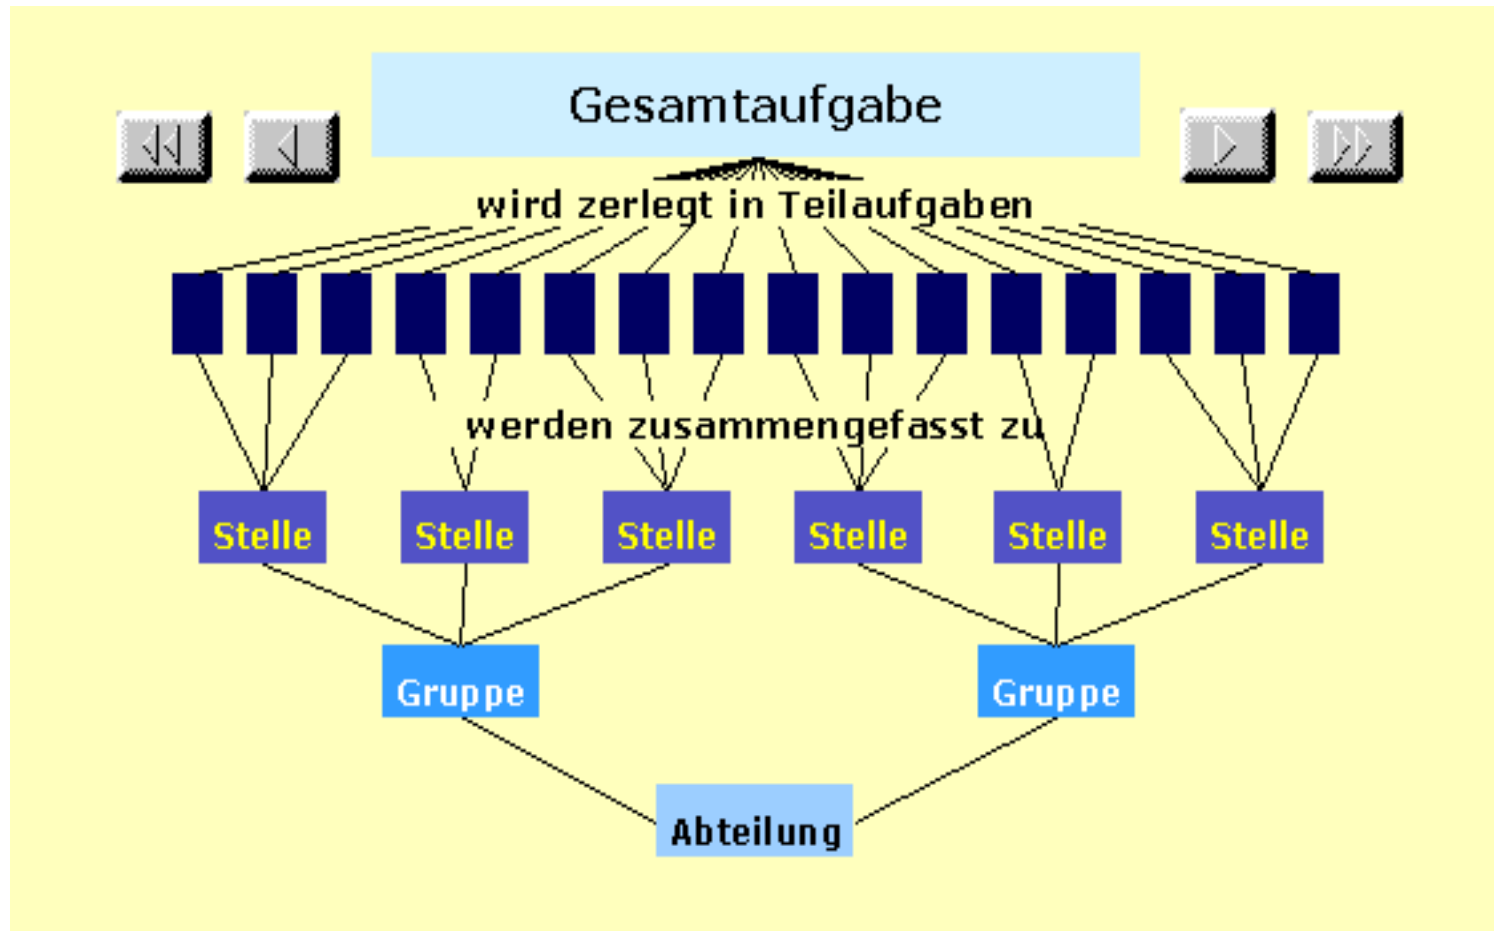 Gesamtaufgabe
wird zerlegt in Teilaufgaben
werden zusammengefasst zu
Stelle Stelle Stelle Stelle Stelle Stelle
Gruppe Gruppe
Abteilung